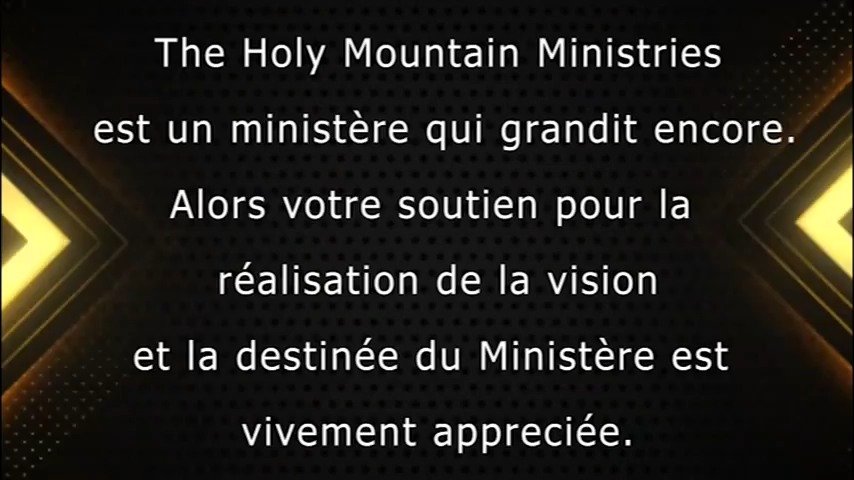 The Holy Mountain Ministries
est un ministère qui grandit encore.
Alors votre soutien pour la
réalisation de la vision
et la destinée du Ministère est
vivement appreciée.